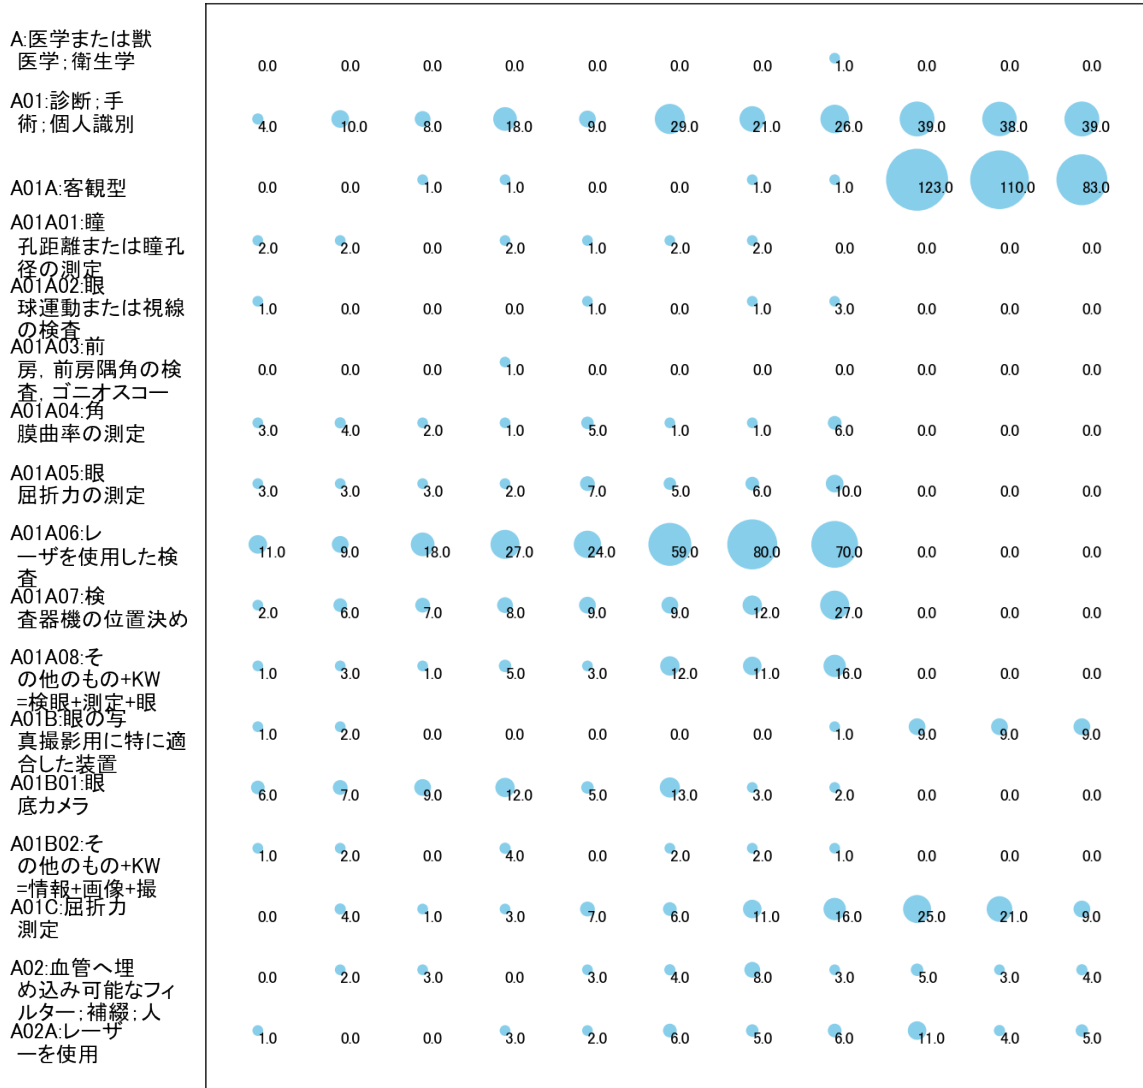 A:医学または獣
医学;衛生学
0.0 0.0 0.0 0.0 0.0 0.0 0.0 1.0 0.0 0.0 0.0
A01:診断;手
術;個人識別
4.0 10.0 8.0 18.0 9.0 29.0 21.0 26.0 39.0 38.0 39.0
A01A:客観型
0.0 0.0 1.0 1.0 0.0 0.0 1.0 1.0 123.0 110.0 83.0
A01A01:瞳
孔距離または瞳孔
径の測定
2.0 2.0 0.0 2.0 1.0 2.0 2.0 0.0 0.0 0.0 0.0
A01A02:眼
球運動または視線
の検査
1.0 0.0 0.0 0.0 1.0 0.0 1.0 3.0 0.0 0.0 0.0
A01A03:前
房,前房隅角の検
査,ゴニオスコー
0.0 0.0 0.0 1.0 0.0 0.0 0.0 0.0 0.0 0.0 0.0
A01A04:角
膜曲率の測定
3.0 4.0 2.0 1.0 5.0 1.0 1.0 6.0 0.0 0.0 0.0
A01A05:眼
屈折力の測定
3.0 3.0 3.0 2.0 7.0 5.0 6.0 10.0 0.0 0.0 0.0
A01A06:レ
ーザを使用した検
査
11.0 9.0 18.0 27.0 24.0 59.0 80.0 70.0 0.0 0.0 0.0
A01A07:検
査器機の位置決め
2.0 6.0 7.0 8.0 9.0 9.0 12.0 27.0 0.0 0.0 0.0
A01A08:そ
の他のもの+KW
=検眼+測定+眼
1.0 3.0 1.0 5.0 3.0 12.0 11.0 16.0 0.0 0.0 0.0
A01B:眼の写
真撮影用に特に適
合した装置
1.0 2.0 0.0 0.0 0.0 0.0 0.0 1.0 9.0 9.0 9.0
A01B01:眼
底カメラ
6.0 7.0 9.0 12.0 5.0 13.0 3.0 2.0 0.0 0.0 0.0
A01B02:そ
の他のもの+KW
=情報+画像+撮
1.0 2.0 0.0 4.0 0.0 2.0 2.0 1.0 0.0 0.0 0.0
A01C:屈折力
測定
0.0 4.0 1.0 3.0 7.0 6.0 11.0 16.0 25.0 21.0 9.0
A02:血管へ埋
め込み可能なフィ
ルター;補綴;人
0.0 2.0 3.0 0.0 3.0 4.0 8.0 3.0 5.0 3.0 4.0
A02A:レーザ
ーを使用
1.0 0.0 0.0 3.0 2.0 6.0 5.0 6.0 11.0 4.0 5.0